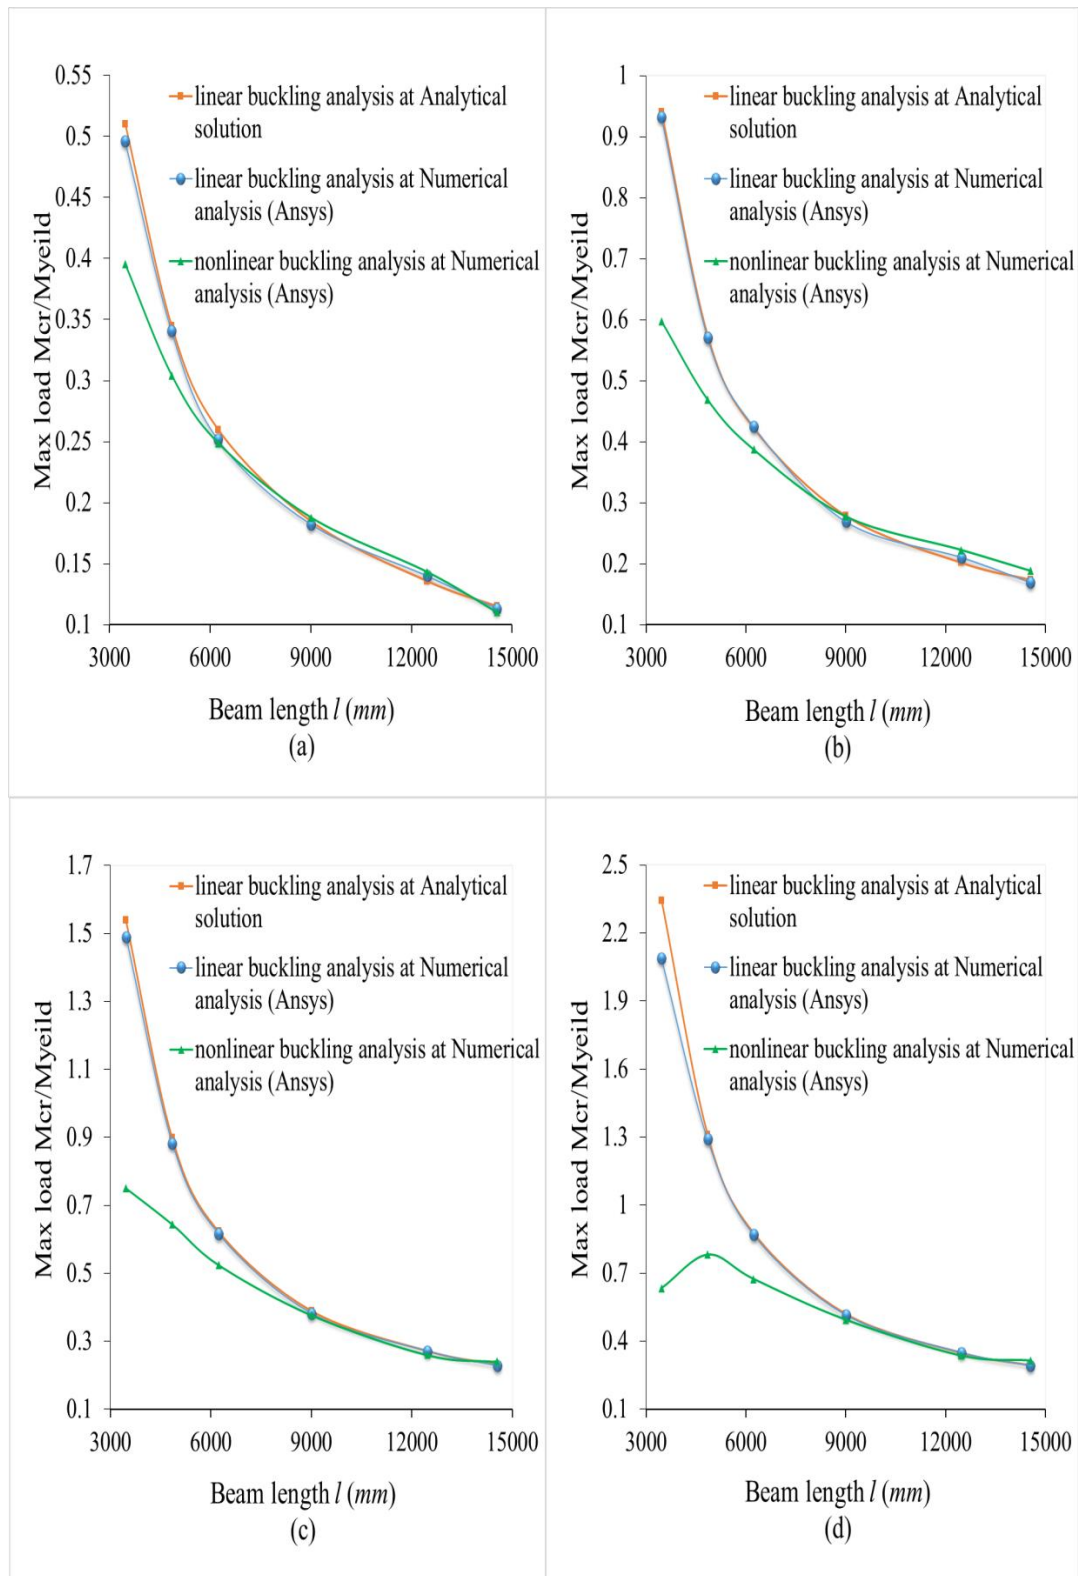 0.55
0.5
0.45
0.4
0.35
0.3
0.25
0.2
0.15
0.1
Max load Mcr/Myeild
linear buckling analysis at Analytical
solution
linear buckling analysis at Numerical
analysis (Ansys)
nonlinear buckling analysis at Numerical
analysis (Ansys)
3000 6000 9000 12000 15000
Beam length l (mm)
(a)
1
0.9
0.8
0.7
0.6
0.5
0.4
0.3
0.2
0.1
Max load Mcr/Myeild
linear buckling analysis at Analytical
solution
linear buckling analysis at Numerical
analysis (Ansys)
nonlinear buckling analysis at Numerical
analysis (Ansys)
3000 6000 9000 12000 15000
Beam length l (mm)
(b)
1.7
1.5
1.3
1.1
0.9
0.7
0.5
0.3
0.1
Max load Mcr/Myeild
linear buckling analysis at Analytical
solution
linear buckling analysis at Numerical
analysis (Ansys)
nonlinear buckling analysis at Numerical
analysis (Ansys)
3000 6000 9000 12000 15000
Beam length l (mm)
(c)
2.5
2.2
1.9
1.6
1.3
1
0.7
0.4
0.1
Max load Mcr/Myeild
linear buckling analysis at Analytical
solution
linear buckling analysis at Numerical
analysis (Ansys)
nonlinear buckling analysis at Numerical
analysis (Ansys)
3000 6000 9000 12000 15000
Beam length l (mm)
(d)